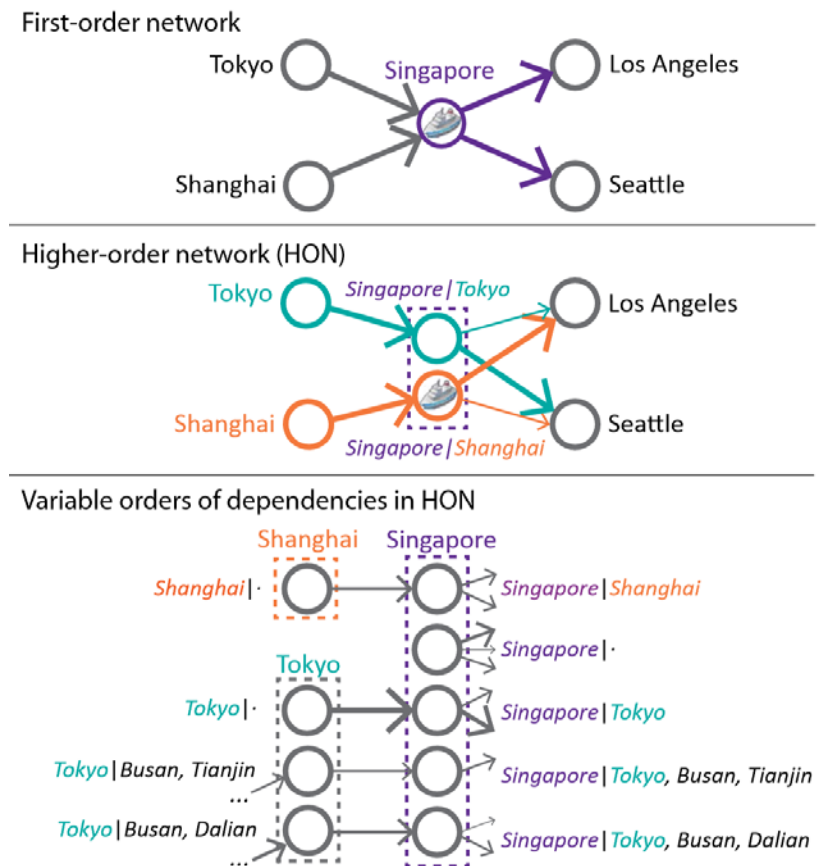 First-order network
Tokyo
Singapore
Los Angeles
Shanghai
Seattle
Higher-order network (HON)
Tokyo
Singapore|Tokyo
Los Angeles
Shanghai
Singapore|Shanghai
Seattle
Variable orders of dependencies in HON
Shanghai
Singapore
Shanghai|·
Singapore|Shanghai
Singapore|·
Tokyo
Tokyo|·
Singapore|Tokyo
Tokyo|Busan, Tianjin
...
Singapore|Tokyo, Busan, Tianjin
Tokyo|Busan, Dalian
...
Singapore|Tokyo, Busan, Dalian